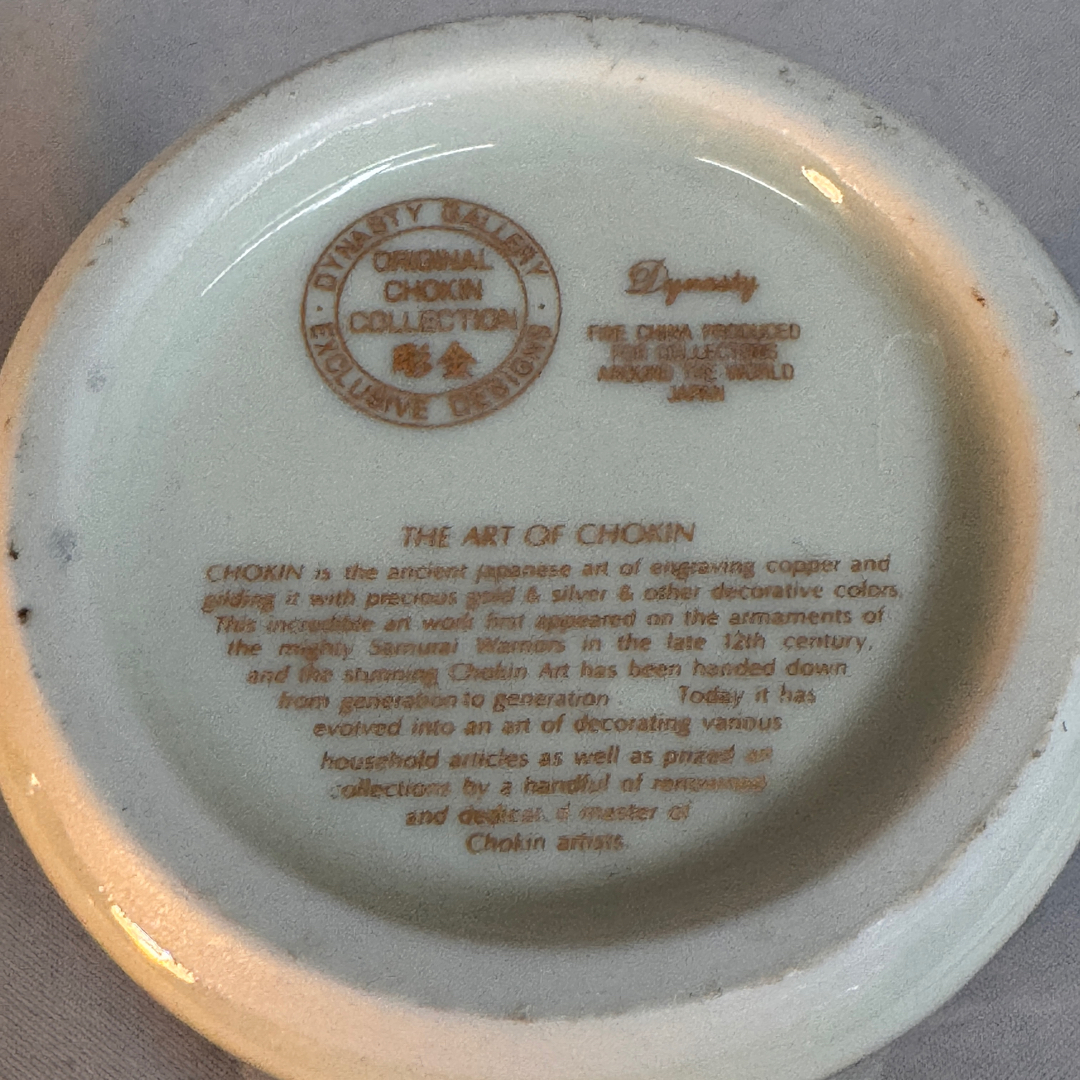 DYNASTY GALLERY
ORIGINAL
CHOKIN
COLLECTION
彫金
EXCLUSIVE DESIGNS
Dynasty
FINE CHINA PRODUCED
FOR COLLECTIONS
AROUND THE WORLD
JAPAN
THE ART OF CHOKIN
CHOKIN is the ancient Japanese art of engraving copper and
gilding it with precious gold & silver & other decorative colors.
This incredible art work first appeared on the armaments of
the mighty Samurai Warriors in the late 12th century,
and the stunning Chokin Art has been handed down
from generation to generation . Today it has
evolved into an art of decorating various
household articles as well as prized art
collections by a handful of renowned
and master of
Chokin artists.